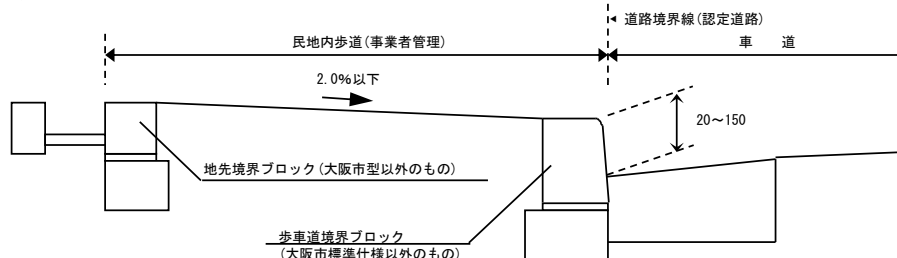 道路境界線(認定道路)
民地内歩道(事業者管理)
車　道
2.0%以下
20～150
地先境界ブロック(大阪市型以外のもの)
歩車道境界ブロック
(大阪市標準仕様以外のもの)